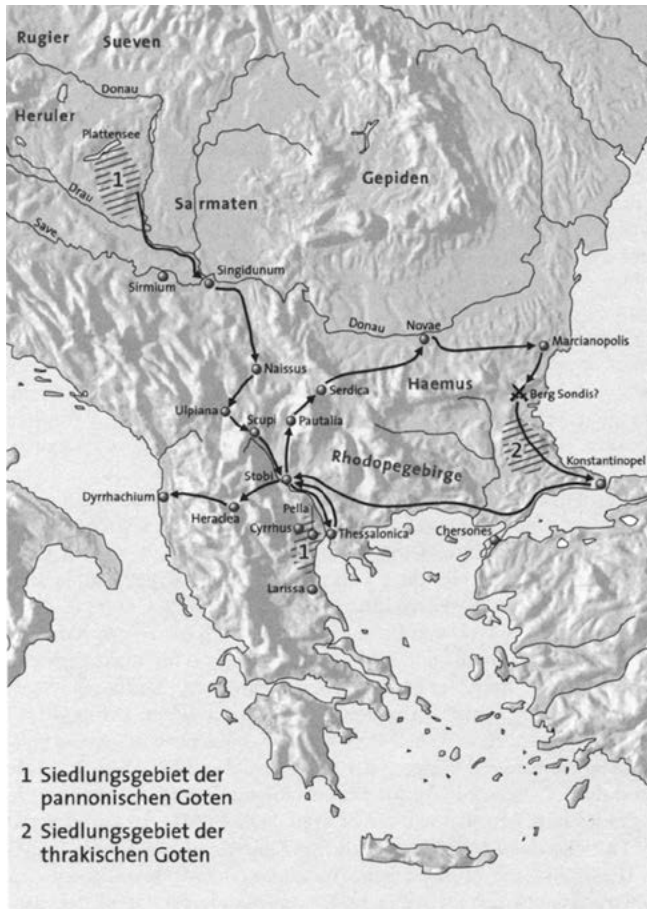 Rugier
Sueven
Donau
Heruler
Plattensee
1
Gepiden
Drau
Sarmaten
Save
Singidunum
Sirmium
Donau
Novae
Marcianopolis
Naissus
Serdica
Haemus
Berg Sondis?
Ulpiana
Scupi
Pautalia
2
Rhodopegebirge
Konstantinopel
Stobi
Dyrrhachium
Pella
Heraclea
Cyrrhus
Thessalonica
Chersones
1
Larissa
1 Siedlungsgebiet der
pannonischen Goten
2 Siedlungsgebiet der
thrakischen Goten